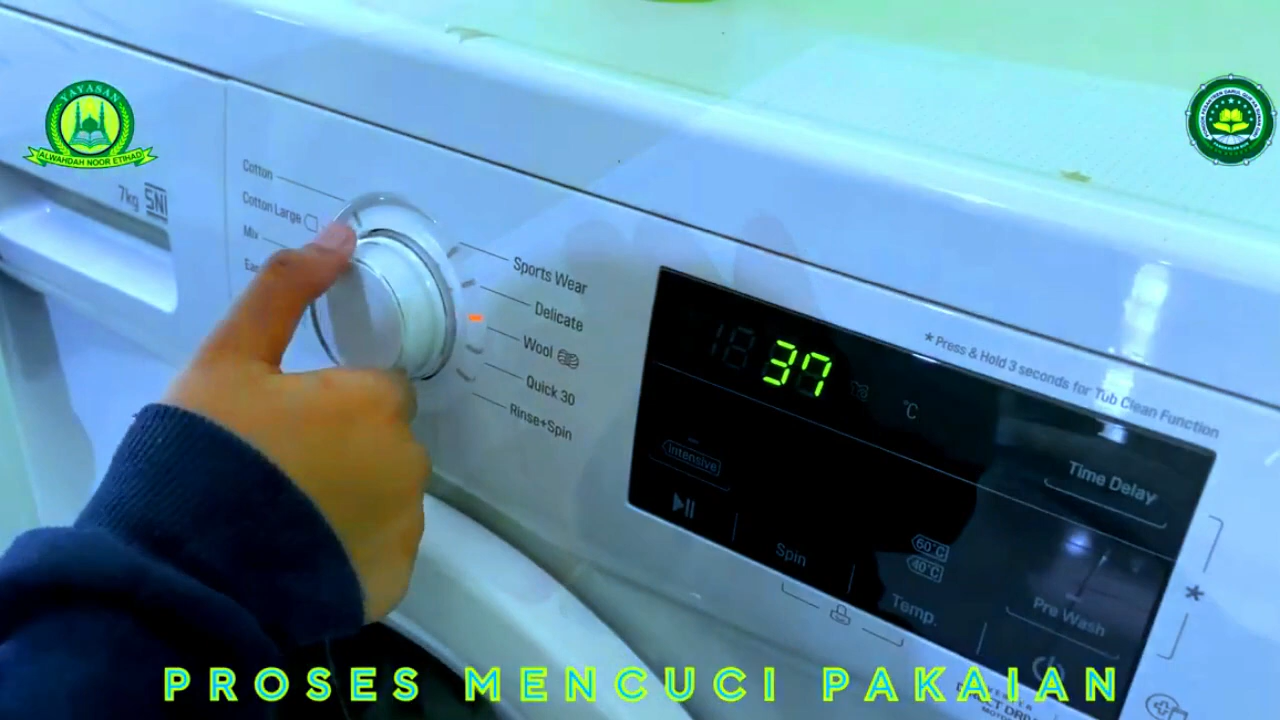 YAYASAN
ALWAHDAH NOOR ETIHAD
7kg SNI
Cotton
Cotton Large
Mix
Sports Wear
Delicate
Wool
Quick 30
Rinse+Spin
37
°C
* Press & Hold 3 seconds for Tub Clean Function
Intensive
Time Delay
Spin
60°C
40°C
Temp.
Pre Wash
*
PROSES MENCUCI PAKAIAN